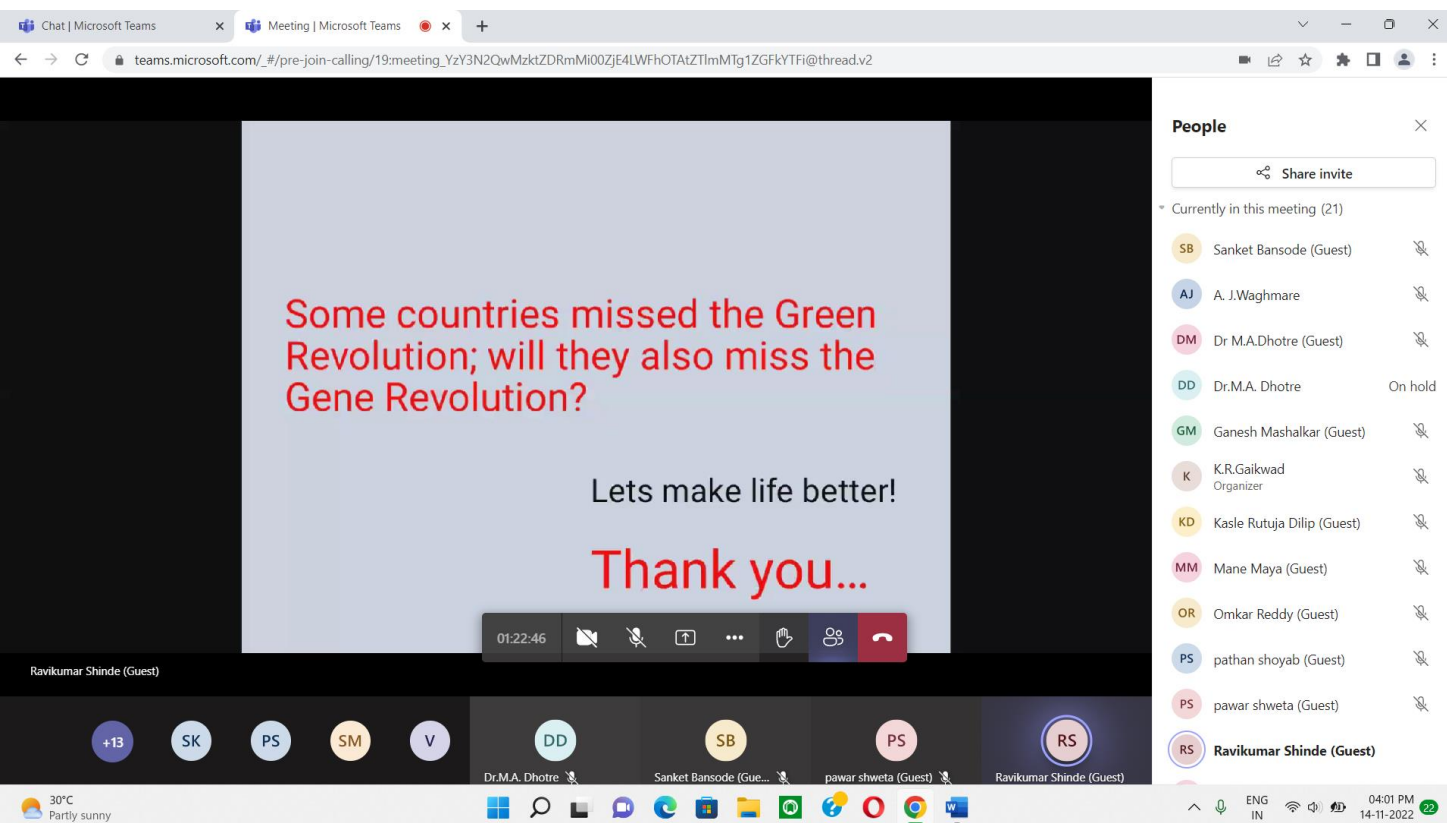 Chat | Microsoft Teams
Meeting | Microsoft Teams
teams.microsoft.com/_#/pre-join-calling/19:meeting_YzY3N2QwMzktZDRmMi00ZjE4LWFhOTAtZTlmMTg1ZGFkYTFi@thread.v2
Some countries missed the Green
Revolution; will they also miss the
Gene Revolution?
Lets make life better!
Thank you...
01:22:46
Ravikumar Shinde (Guest)
+13
SK
PS
SM
V
DD
Dr.M.A. Dhotre
SB
Sanket Bansode (Gue...
PS
pawar shweta (Guest)
RS
Ravikumar Shinde (Guest)
People
Share invite
Currently in this meeting (21)
SB Sanket Bansode (Guest)
AJ A. J.Waghmare
DM Dr M.A.Dhotre (Guest)
DD Dr.M.A. Dhotre On hold
GM Ganesh Mashalkar (Guest)
K K.R.Gaikwad
Organizer
KD Kasle Rutuja Dilip (Guest)
MM Mane Maya (Guest)
OR Omkar Reddy (Guest)
PS pathan shoyab (Guest)
PS pawar shweta (Guest)
RS Ravikumar Shinde (Guest)
30°C
Partly sunny
ENG
IN
04:01 PM
14-11-2022
22